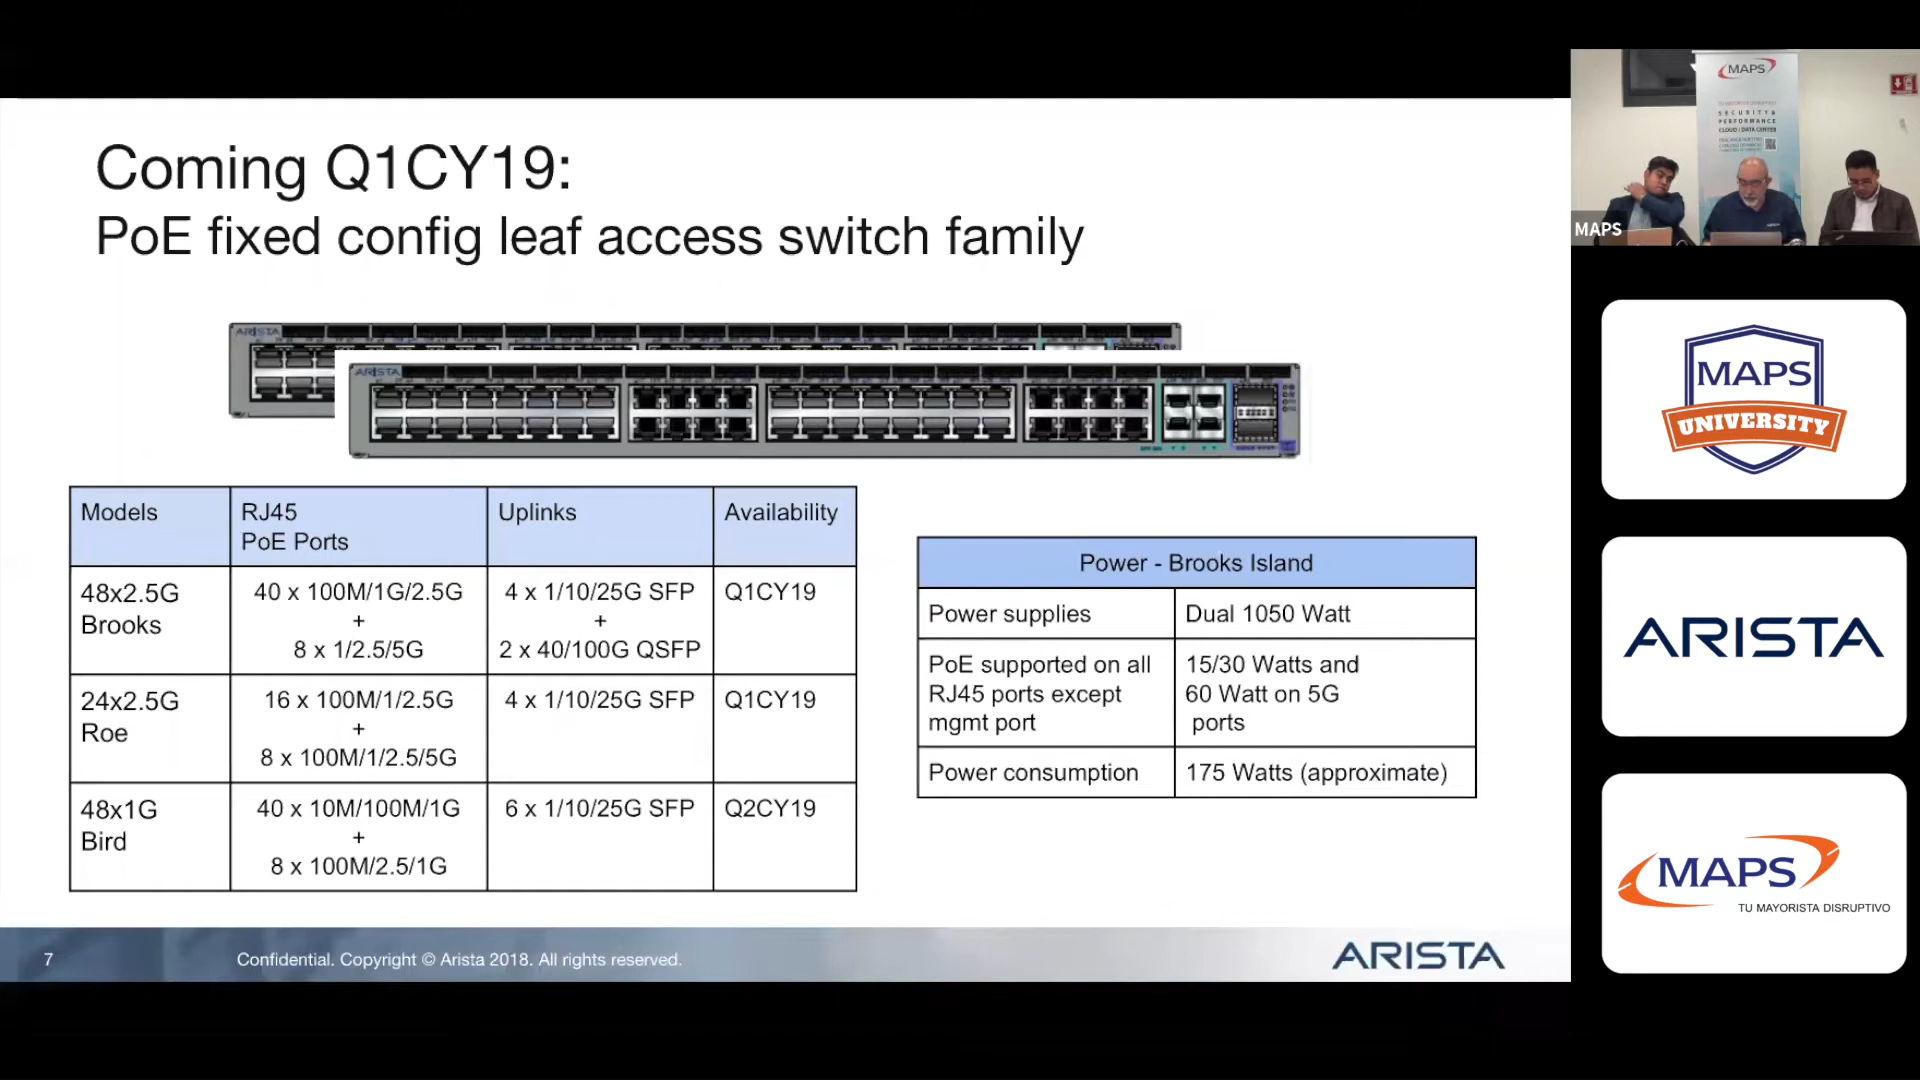 Coming Q1CY19:
PoE fixed config leaf access switch family
ARISTA
ARISTA
Models
RJ45
PoE Ports
Uplinks
Availability
48x2.5G
Brooks
40 x 100M/1G/2.5G
+
8 x 1/2.5/5G
4 x 1/10/25G SFP
+
2 x 40/100G QSFP
Q1CY19
24x2.5G
Roe
16 x 100M/1/2.5G
+
8 x 100M/1/2.5/5G
4 x 1/10/25G SFP
Q1CY19
48x1G
Bird
40 x 10M/100M/1G
+
8 x 100M/2.5/1G
6 x 1/10/25G SFP
Q2CY19
Power - Brooks Island
Power supplies
Dual 1050 Watt
PoE supported on all
RJ45 ports except
mgmt port
15/30 Watts and
60 Watt on 5G
ports
Power consumption
175 Watts (approximate)
7
Confidential. Copyright © Arista 2018. All rights reserved.
ARISTA
MAPS
SECURITY &
PERFORMANCE
CLOUD | DATA CENTER
MAPS
MAPS
UNIVERSITY
ARISTA
MAPS
TU MAYORISTA DISRUPTIVO